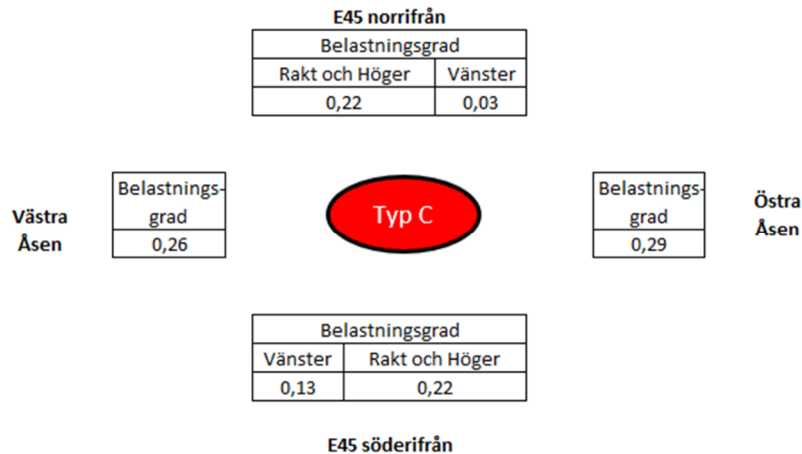 E45 norrifrån
Belastningsgrad
Rakt och Höger Vänster
0,22 0,03
Västra
Åsen
Belastnings-
grad
0,26
Typ C
Belastnings-
grad
0,29
Östra
Åsen
Belastningsgrad
Vänster Rakt och Höger
0,13 0,22
E45 söderifrån